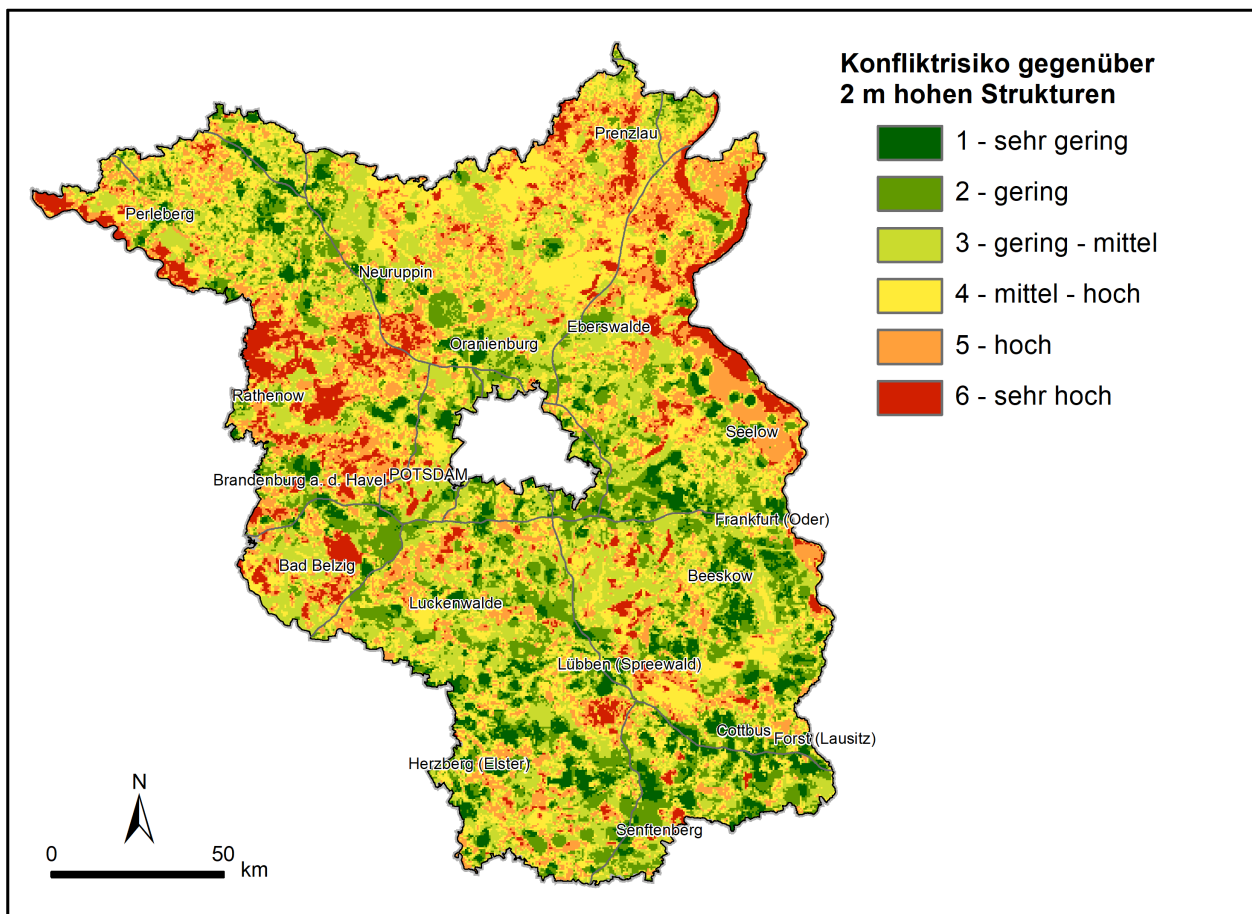 Konfliktrisiko gegenüber
2 m hohen Strukturen
1 - sehr gering
2 - gering
3 - gering - mittel
4 - mittel - hoch
5 - hoch
6 - sehr hoch
Prenzlau
Perleberg
Neuruppin
Eberswalde
Oranienburg
Rathenow
Seelow
POTSDAM
Brandenburg a. d. Havel
Frankfurt (Oder)
Bad Belzig
Beeskow
Luckenwalde
Lübben (Spreewald)
Cottbus
Forst (Lausitz)
Herzberg (Elster)
Senftenberg
N
0 50
km